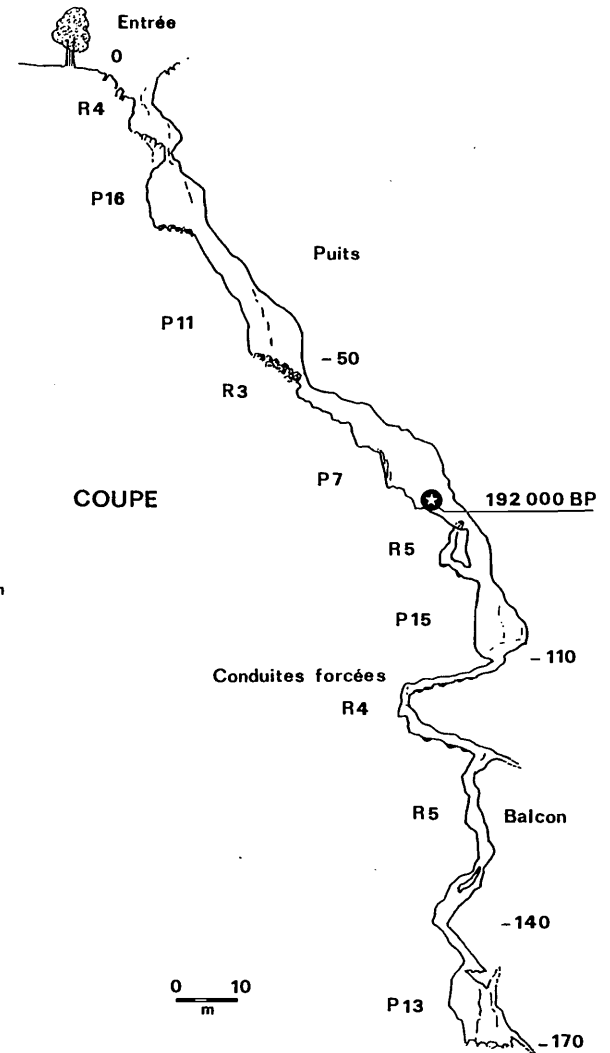 Entrée
0
R4
P16
Puits
P11
-50
R3
P7
COUPE
192 000 BP
R5
P15
-110
Conduites forcées
R4
R5
Balcon
-140
0 10
m
P13
-170